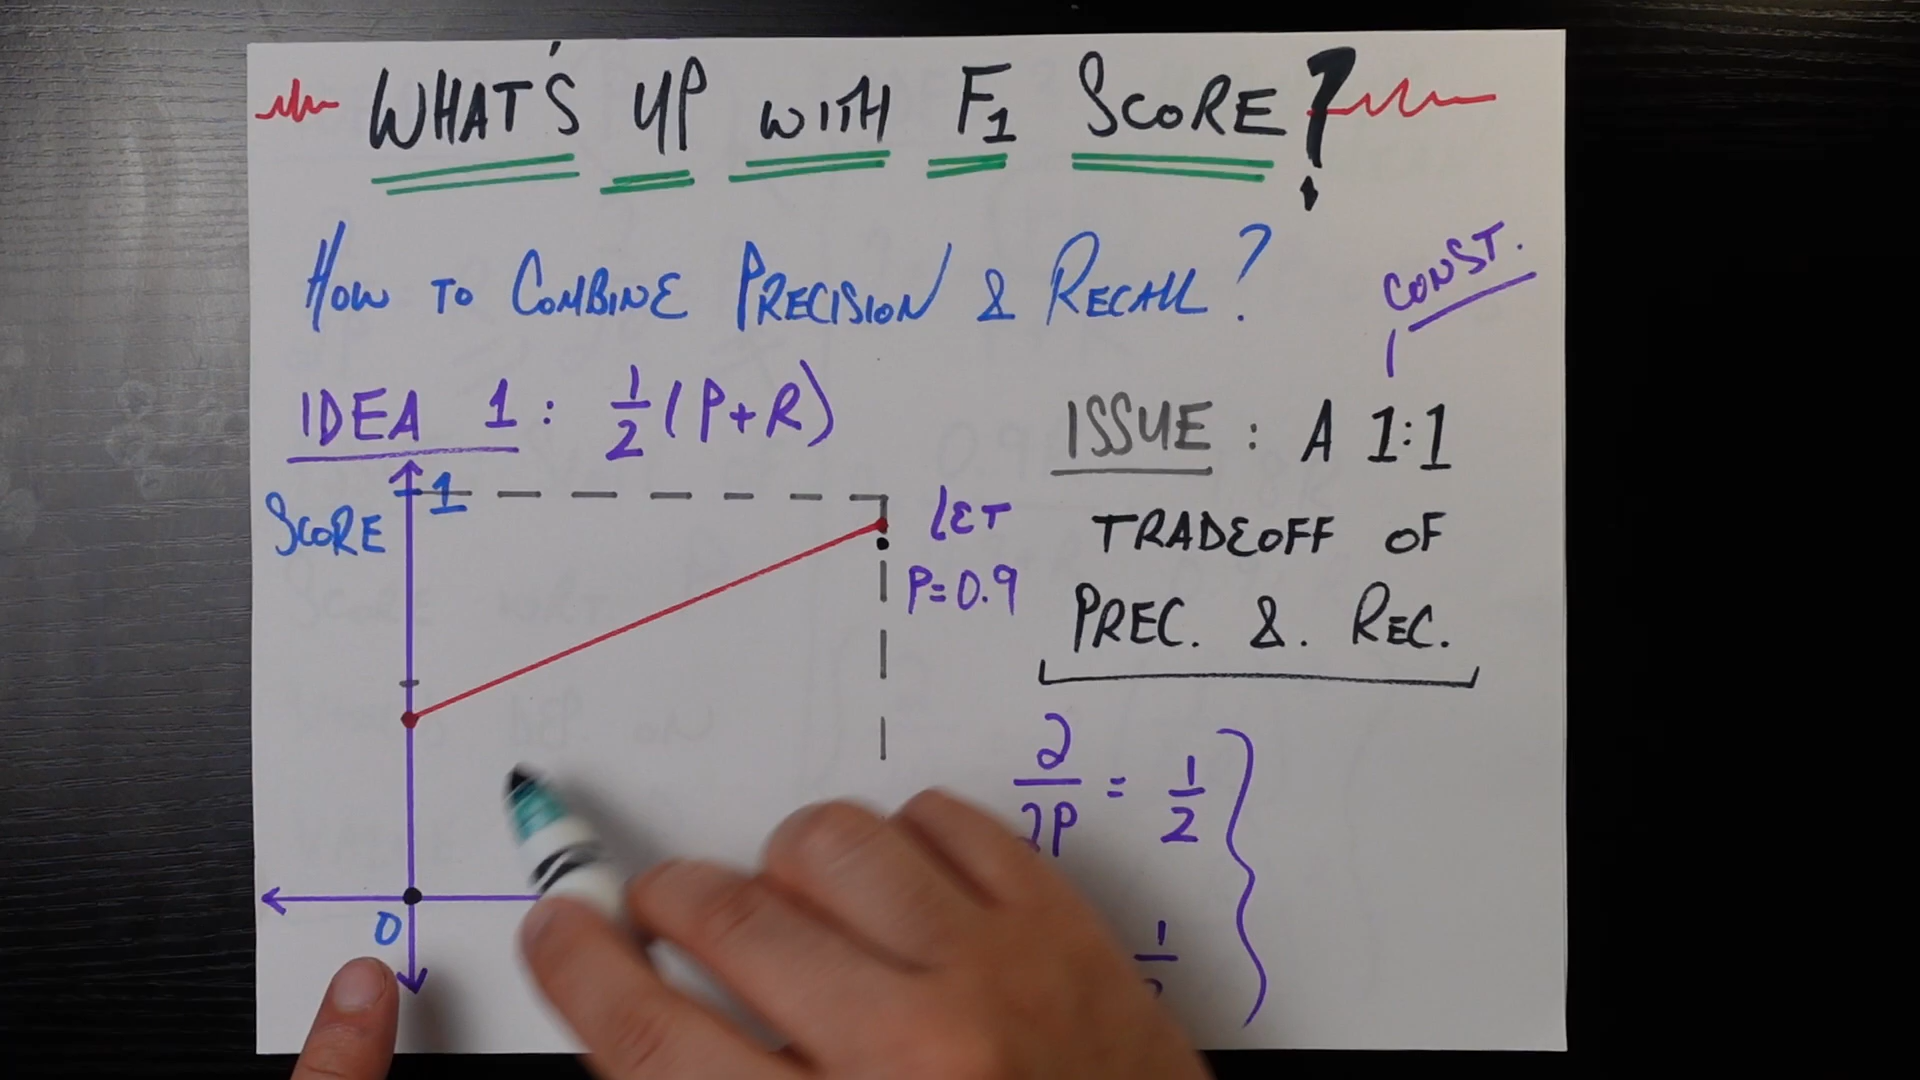 WHAT'S UP WITH F1 SCORE?
HOW TO COMBINE PRECISION & RECALL?
CONST.
IDEA 1: 1/2 (P+R)
ISSUE: A 1:1
TRADEOFF OF
PREC. &. REC.
1
SCORE
LET
P=0.9
0
∂/∂P = 1/2
1